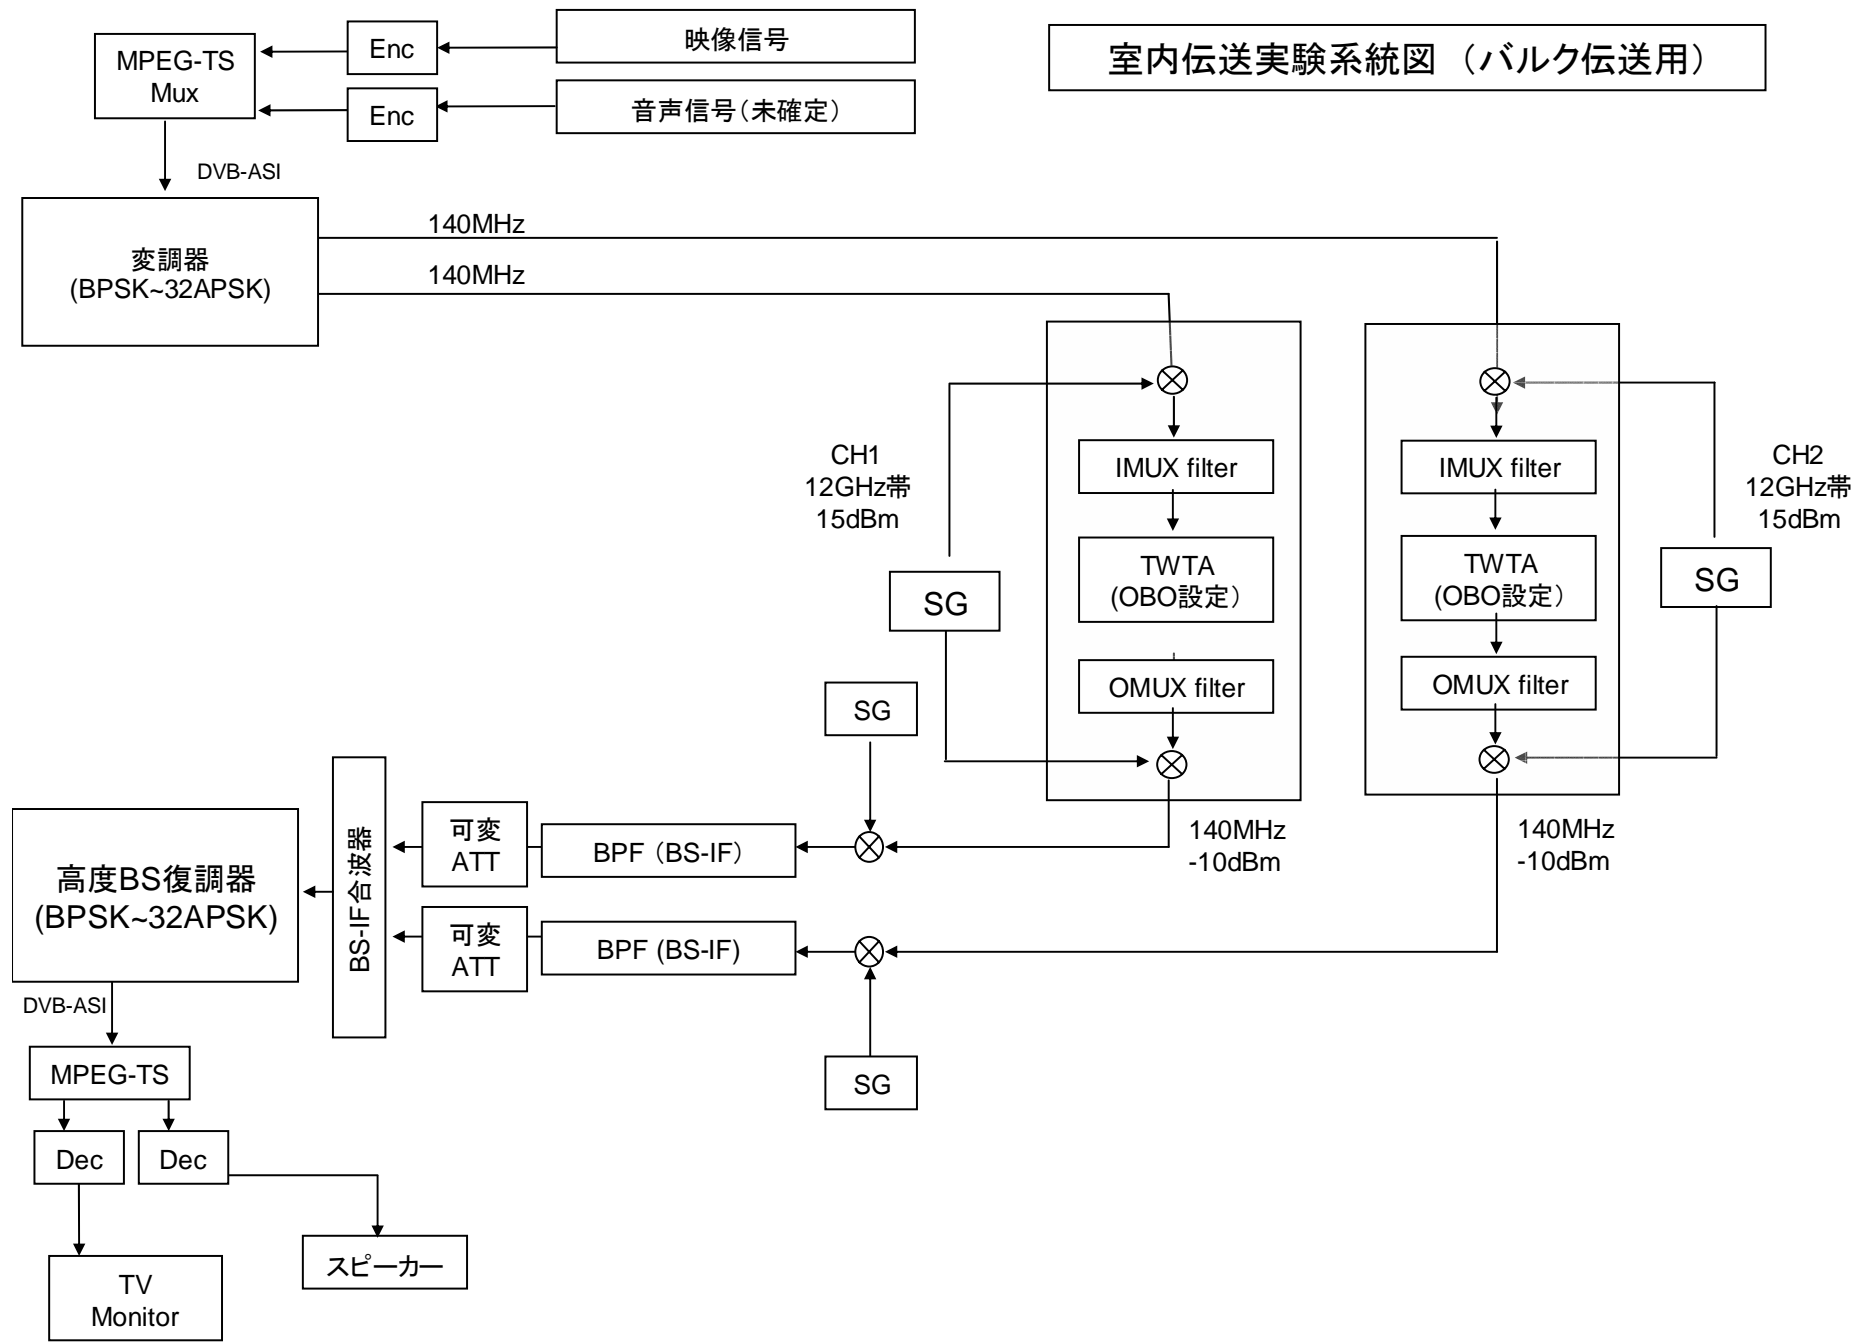 室内伝送実験系統図 （バルク伝送用）
映像信号
Enc
MPEG-TS
Mux
音声信号（未確定）
Enc
DVB-ASI
変調器
(BPSK~32APSK)
140MHz
140MHz
CH1
12GHz帯
15dBm
SG
IMUX filter
TWTA
(OBO設定）
OMUX filter
IMUX filter
TWTA
(OBO設定）
OMUX filter
CH2
12GHz帯
15dBm
SG
140MHz
-10dBm
140MHz
-10dBm
SG
BPF（BS-IF）
可変
ATT
BS-IF合波器
BPF (BS-IF)
可変
ATT
SG
高度BS復調器
(BPSK~32APSK)
DVB-ASI
MPEG-TS
Dec
Dec
スピーカー
TV
Monitor